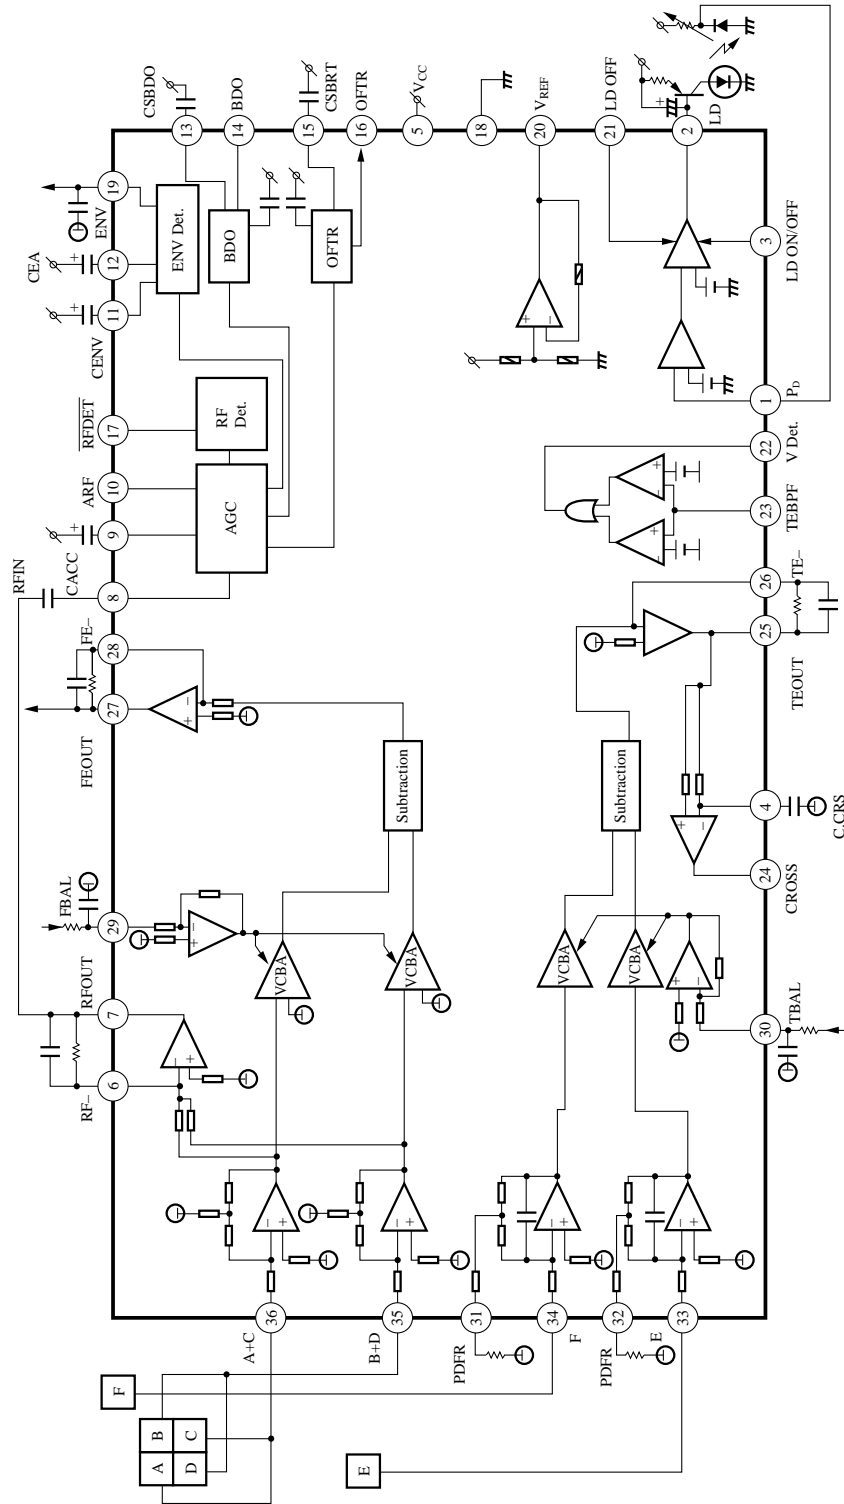 CSBDO
13
BDO
14
CSBRT
15
OFTR
16
VCC
5
18
VREF
20
LD OFF
21
LD
2
ENV
19
CEA
12
CENV
11
RFDET
17
ARF
10
CACC
9
RFIN
8
FE−
28
FEOUT
27
FBAL
29
RFOUT
7
RF−
6
ENV Det.
BDO
OFTR
RF
Det.
AGC
Subtraction
VCBA
VCBA
Subtraction
VCBA
VCBA
LD ON/OFF
3
PD
1
V Det.
22
TEBPF
23
TE−
26
TEOUT
25
C.CRS
4
CROSS
24
TBAL
30
A+C
36
B+D
35
PDFR
31
F
34
PDFR
32
E
33
F
A
B
D
C
E